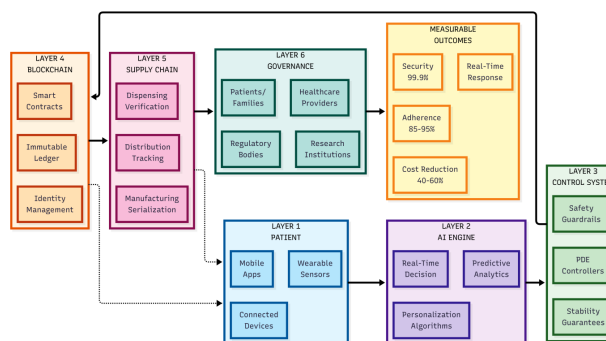 LAYER 4
BLOCKCHAIN
Smart
Contracts
Immutable
Ledger
Identity
Management
LAYER 5
SUPPLY CHAIN
Dispensing
Verification
Distribution
Tracking
Manufacturing
Serialization
LAYER 6
GOVERNANCE
Patients/
Families
Healthcare
Providers
Regulatory
Bodies
Research
Institutions
MEASURABLE
OUTCOMES
Security
99.9%
Real-Time
Response
Adherence
85-95%
Cost Reduction
40-60%
LAYER 1
PATIENT
Mobile
Apps
Wearable
Sensors
Connected
Devices
LAYER 2
AI ENGINE
Real-Time
Decision
Predictive
Analytics
Personalization
Algorithms
LAYER 3
CONTROL SYSTE
Safety
Guardrails
PDE
Controllers
Stability
Guarantees